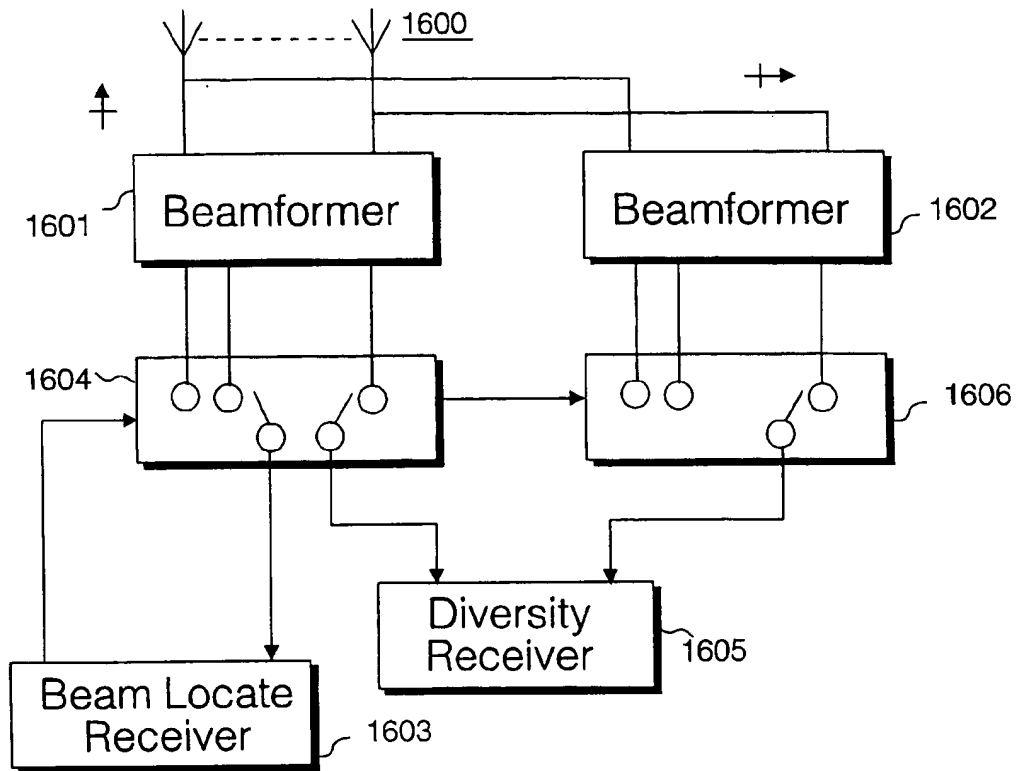 1600
Beamformer
1601
Beamformer
1602
1604
1606
Diversity
Receiver
1605
Beam Locate
Receiver
1603